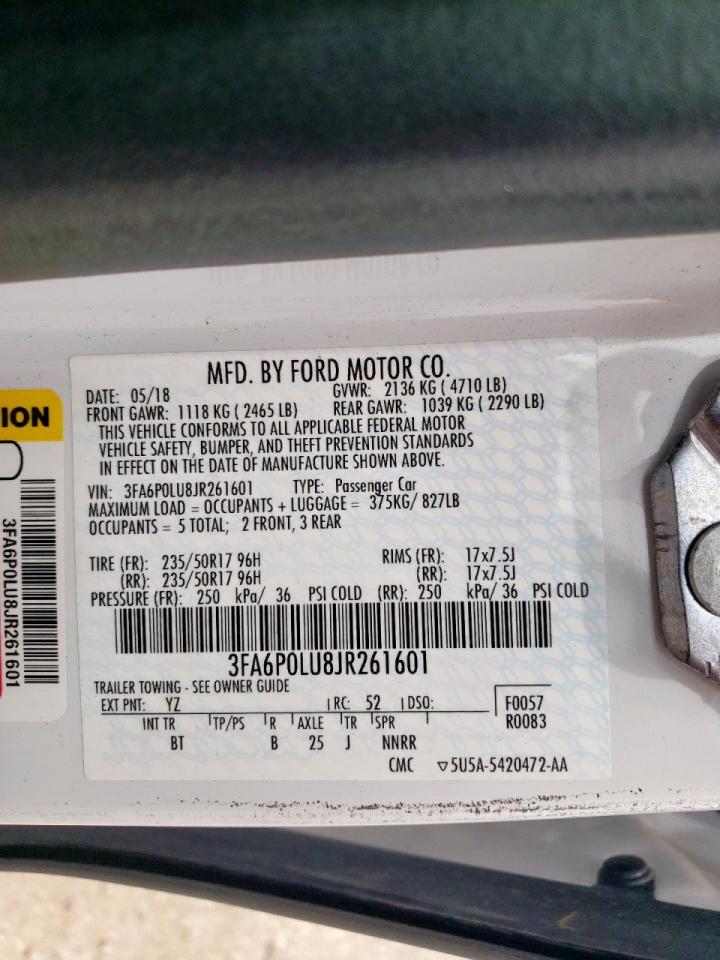 MFD. BY FORD MOTOR CO.
DATE: 05/18 GVWR: 2136 KG ( 4710 LB)
FRONT GAWR: 1118 KG ( 2465 LB) REAR GAWR: 1039 KG ( 2290 LB)
THIS VEHICLE CONFORMS TO ALL APPLICABLE FEDERAL MOTOR
VEHICLE SAFETY, BUMPER, AND THEFT PREVENTION STANDARDS
IN EFFECT ON THE DATE OF MANUFACTURE SHOWN ABOVE.
VIN: 3FA6P0LU8JR261601 TYPE: Passenger Car
MAXIMUM LOAD = OCCUPANTS + LUGGAGE = 375KG/ 827LB
OCCUPANTS = 5 TOTAL; 2 FRONT, 3 REAR
TIRE (FR): 235/50R17 96H RIMS (FR): 17x7.5J
(RR): 235/50R17 96H (RR): 17x7.5J
PRESSURE (FR): 250 kPa/ 36 PSI COLD (RR): 250 kPa/ 36 PSI COLD
3FA6P0LU8JR261601
TRAILER TOWING - SEE OWNER GUIDE
EXT PNT: YZ RC: 52 DSO: F0057
R0083
INT TR TP/PS R AXLE TR SPR
BT B 25 J NNRR
CMC ▽5U5A-5420472-AA
3FA6P0LU8JR261601